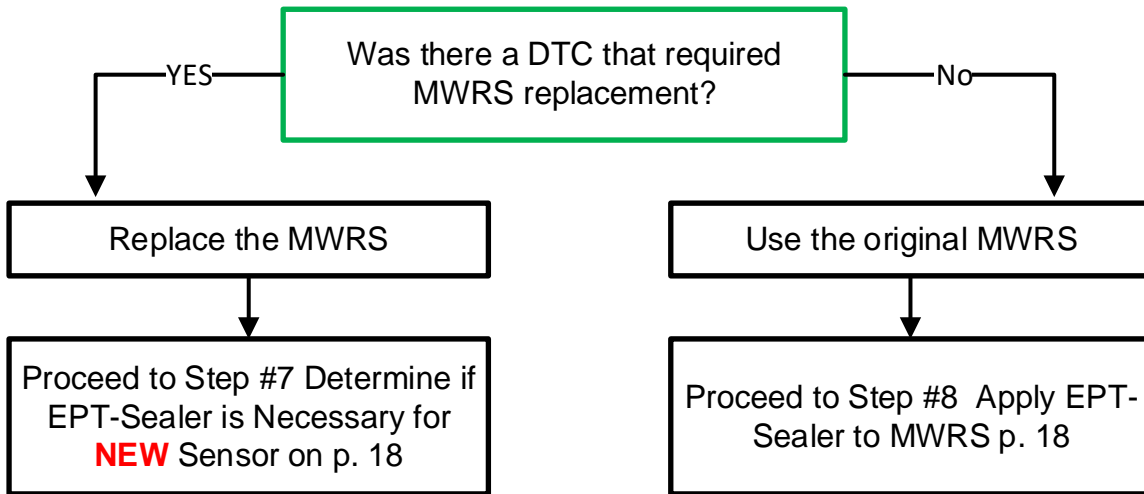 Was there a DTC that required
MWRS replacement?
YES
No
Replace the MWRS
Use the original MWRS
Proceed to Step #7 Determine if
EPT-Sealer is Necessary for
NEW Sensor on p. 18
Proceed to Step #8  Apply EPT-
Sealer to MWRS p. 18